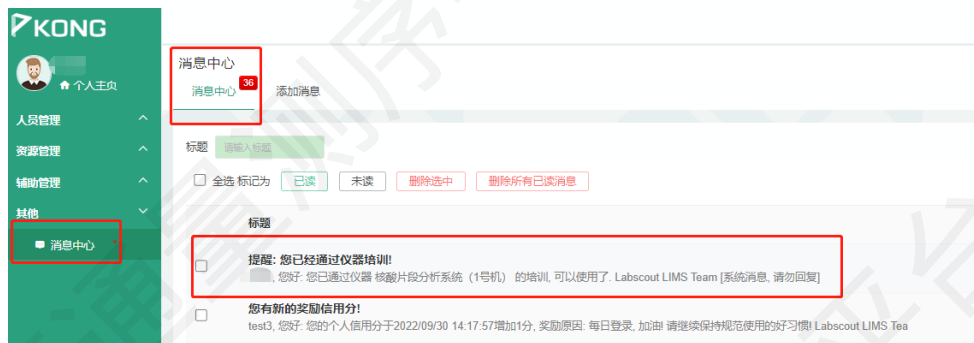 PKONG
个人主页
人员管理
资源管理
辅助管理
其他
消息中心
消息中心
消息中心 36
添加消息
标题 请输入标题
全选 标记为 已读 未读 删除选中 删除所有已读消息
标题
提醒: 您已经通过仪器培训!
, 您好: 您已通过仪器 核酸片段分析系统（1号机） 的培训, 可以使用了. Labscout LIMS Team [系统消息, 请勿回复]
您有新的奖励信用分!
test3, 您好: 您的个人信用分于2022/09/30 14:17:57增加1分, 奖励原因: 每日登录, 加油! 请继续保持规范使用的好习惯! Labscout LIMS Tea
通量测序
平台